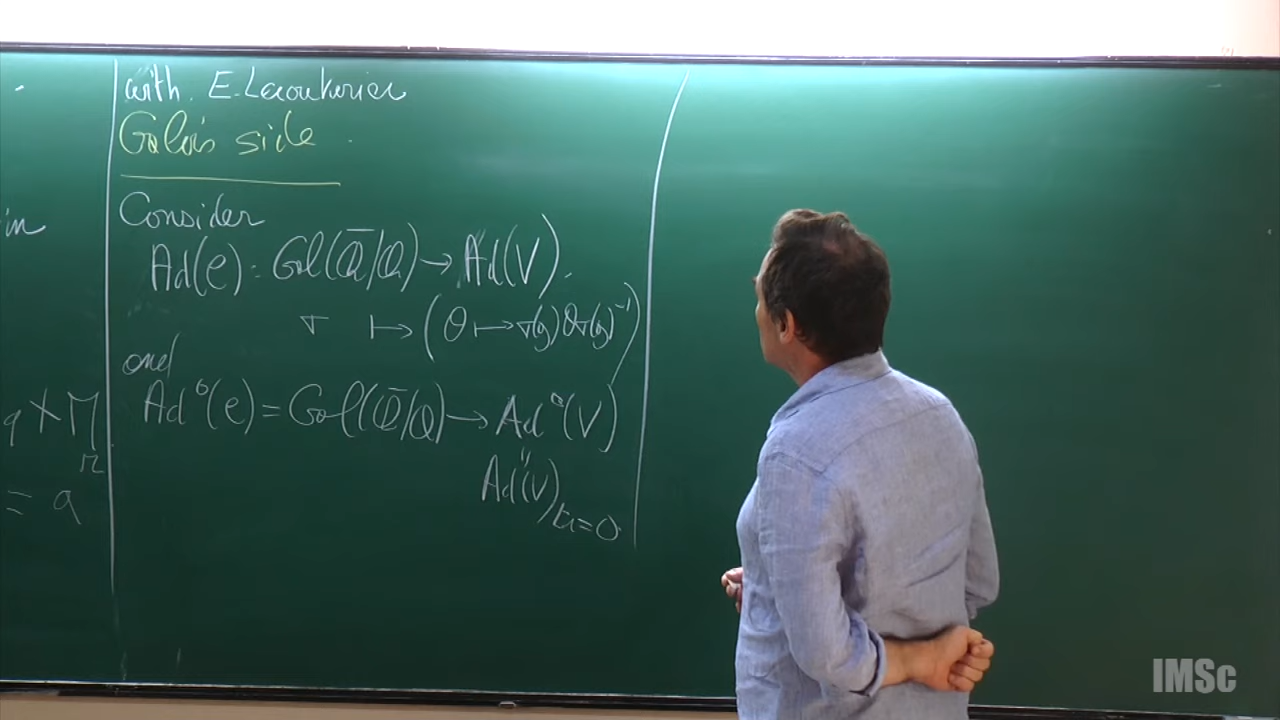 with. E. Lecouturier
Galois side.
Consider
in
Ad(ρ): Gal(Q̄/Q) → Ad(V).
σ ↦ (θ ↦ σ(g)θσ(g)⁻¹)
and
Ad⁰(ρ) = Gal(Q̄/Q) → Ad⁰(V)
q X M
n
"
Ad(V)
tr=0.
= a
IMSc